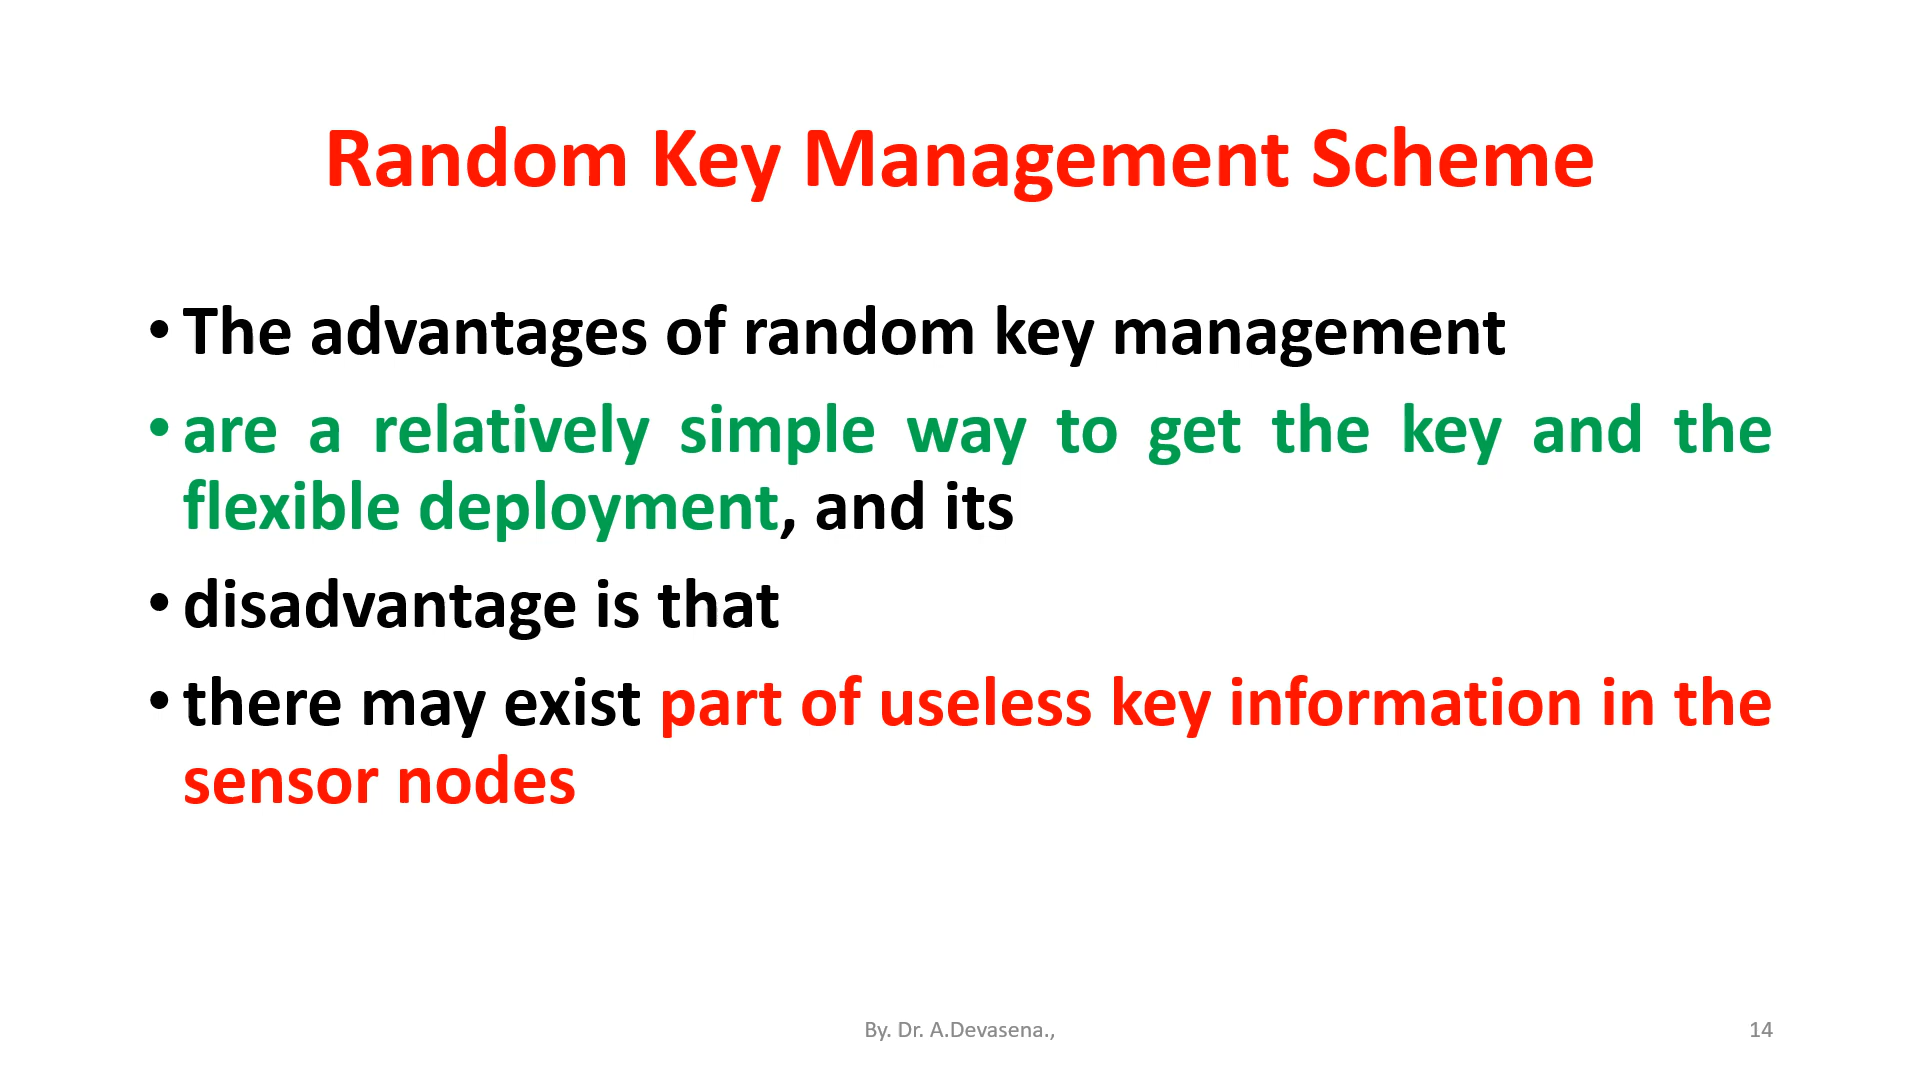 Random Key Management Scheme
• The advantages of random key management
• are a relatively simple way to get the key and the
flexible deployment, and its
• disadvantage is that
• there may exist part of useless key information in the
sensor nodes
By. Dr. A.Devasena.,
14